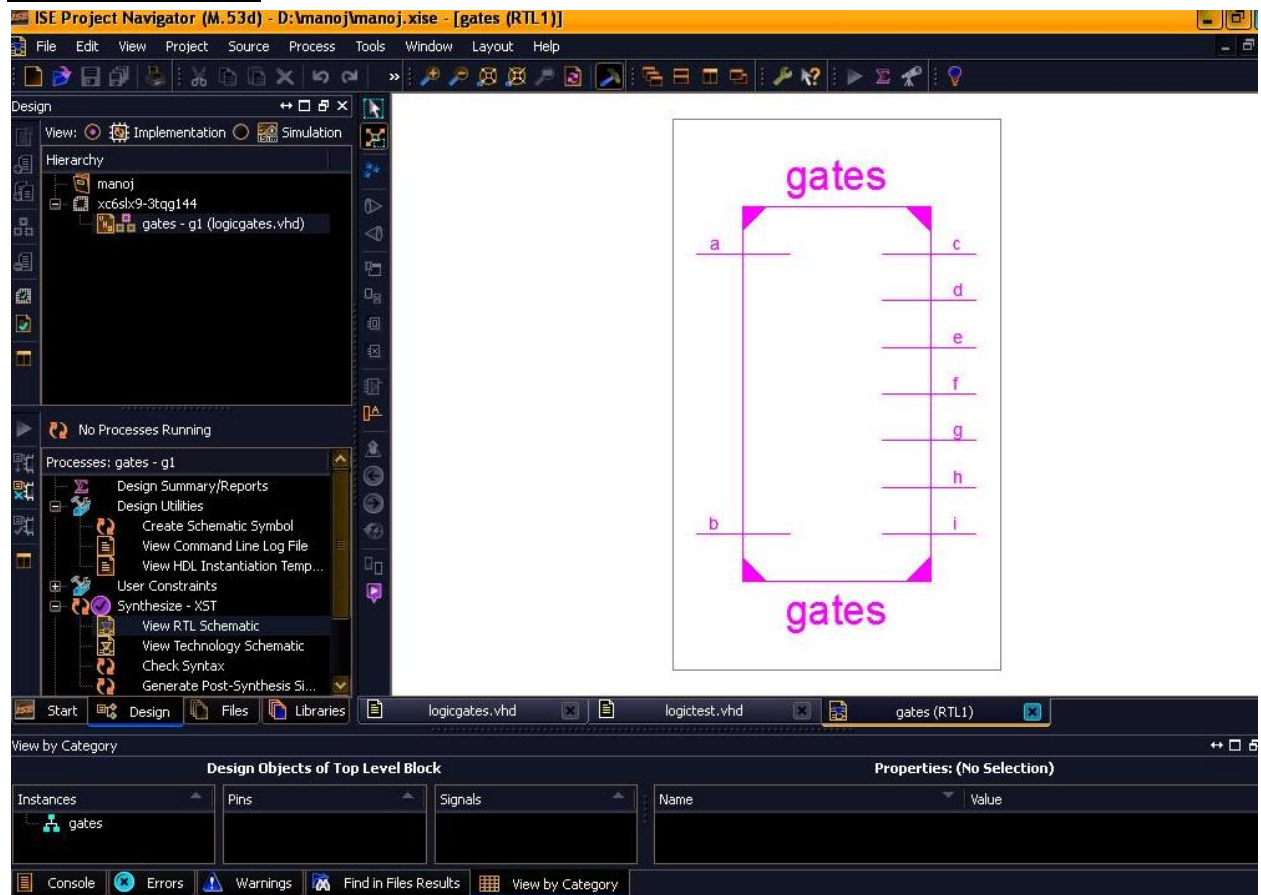 ISE Project Navigator (M.53d) - D:\manoj\manoj.xise - [gates (RTL1)]
File Edit View Project Source Process Tools Window Layout Help
Design
View: Implementation Simulation
Hierarchy
manoj
xc6slx9-3tqg144
gates - g1 (logicgates.vhd)
No Processes Running
Processes: gates - g1
Design Summary/Reports
Design Utilities
Create Schematic Symbol
View Command Line Log File
View HDL Instantiation Temp...
User Constraints
Synthesize - XST
View RTL Schematic
View Technology Schematic
Check Syntax
Generate Post-Synthesis Si...
Start Design Files Libraries
gates
a c
d
e
f
g
h
b i
gates
logicgates.vhd logictest.vhd gates (RTL1)
View by Category
Design Objects of Top Level Block Properties: (No Selection)
Instances Pins Signals Name Value
gates
Console Errors Warnings Find in Files Results View by Category